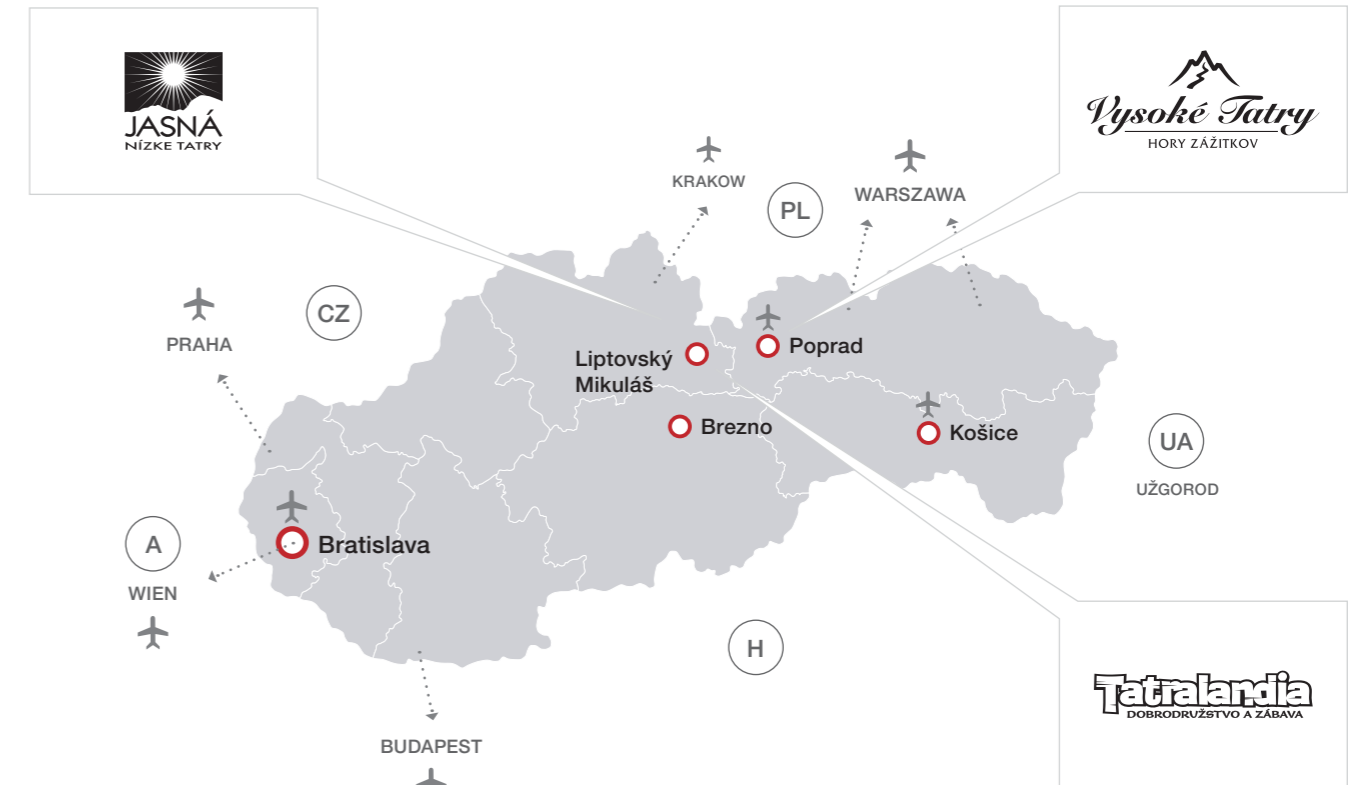 JASNÁ
NÍZKE TATRY
Vysoké Tatry
HORY ZÁŽITKOV
KRAKOW
WARSZAWA
PL
CZ
PRAHA
Liptovský
Mikuláš
Poprad
Brezno
Košice
UA
UŽGOROD
A
WIEN
Bratislava
H
BUDAPEST
Tatralandia
DOBRODRUŽSTVO A ZÁBAVA